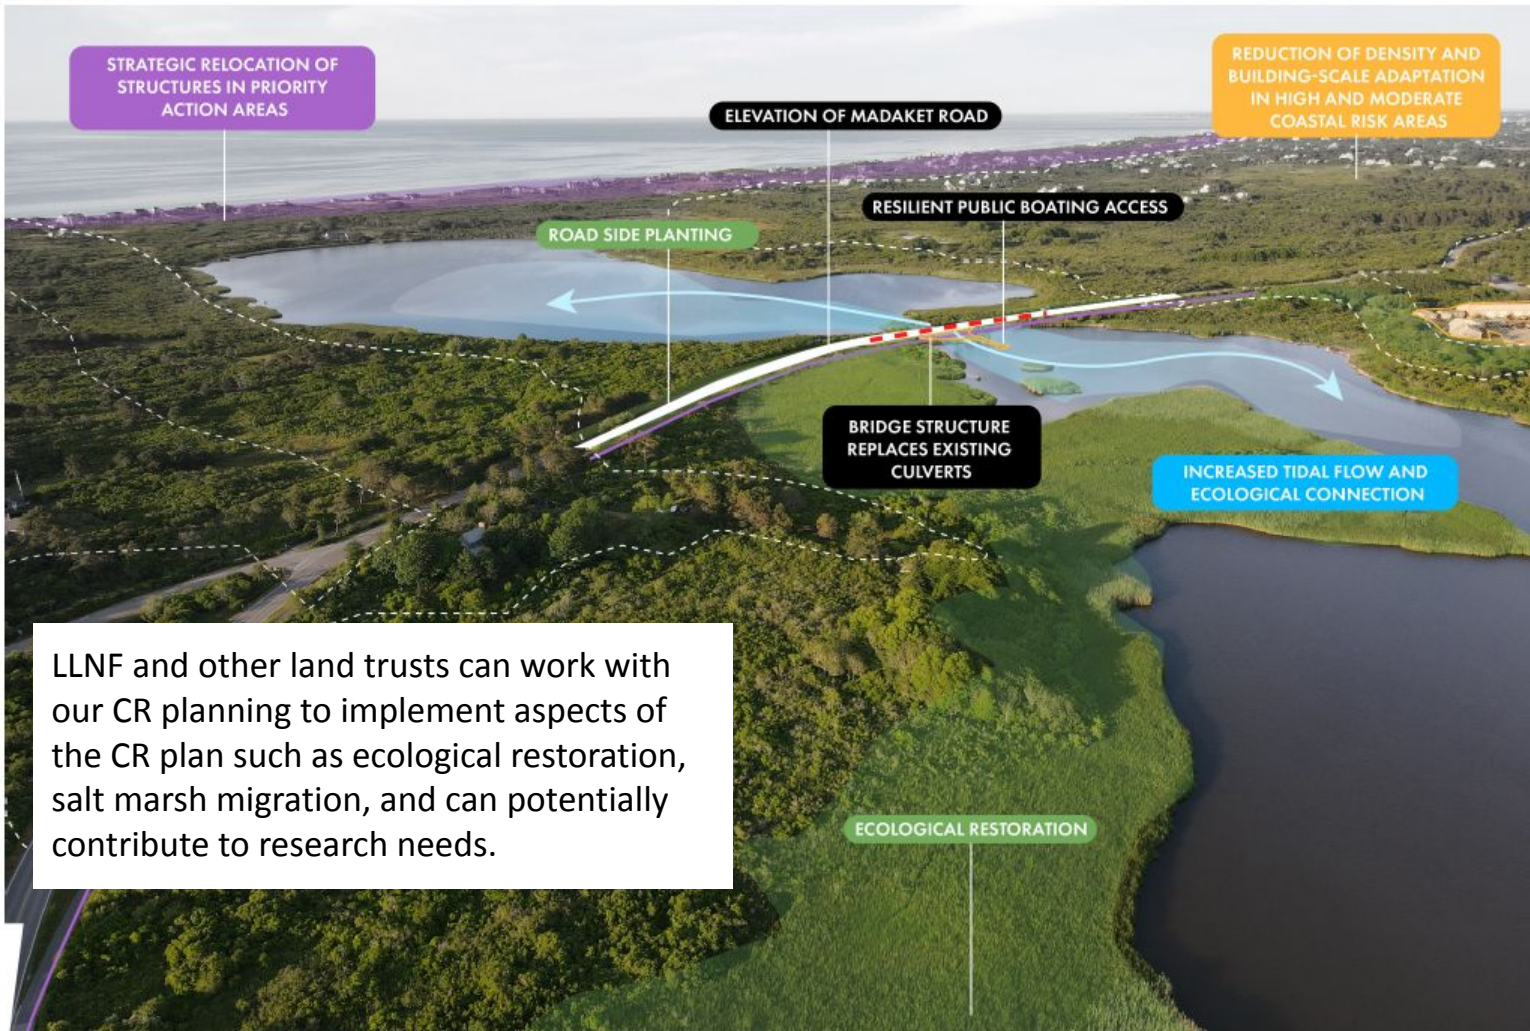 STRATEGIC RELOCATION OF
STRUCTURES IN PRIORITY
ACTION AREAS
REDUCTION OF DENSITY AND
BUILDING-SCALE ADAPTATION
IN HIGH AND MODERATE
COASTAL RISK AREAS
ELEVATION OF MADAKET ROAD
RESILIENT PUBLIC BOATING ACCESS
ROAD SIDE PLANTING
BRIDGE STRUCTURE
REPLACES EXISTING
CULVERTS
INCREASED TIDAL FLOW AND
ECOLOGICAL CONNECTION
LLNF and other land trusts can work with
our CR planning to implement aspects of
the CR plan such as ecological restoration,
salt marsh migration, and can potentially
contribute to research needs.
ECOLOGICAL RESTORATION